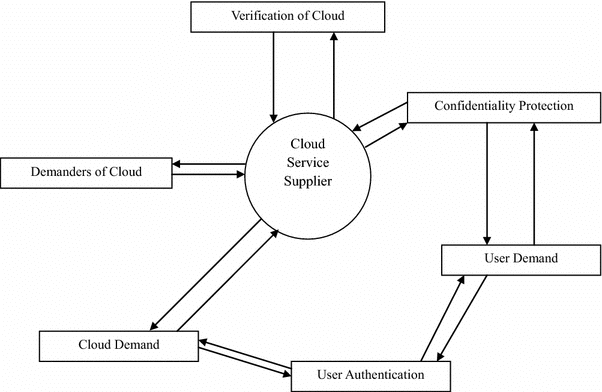 Verification of Cloud
Confidentiality Protection
Cloud
Service
Supplier
Demanders of Cloud
User Demand
Cloud Demand
User Authentication